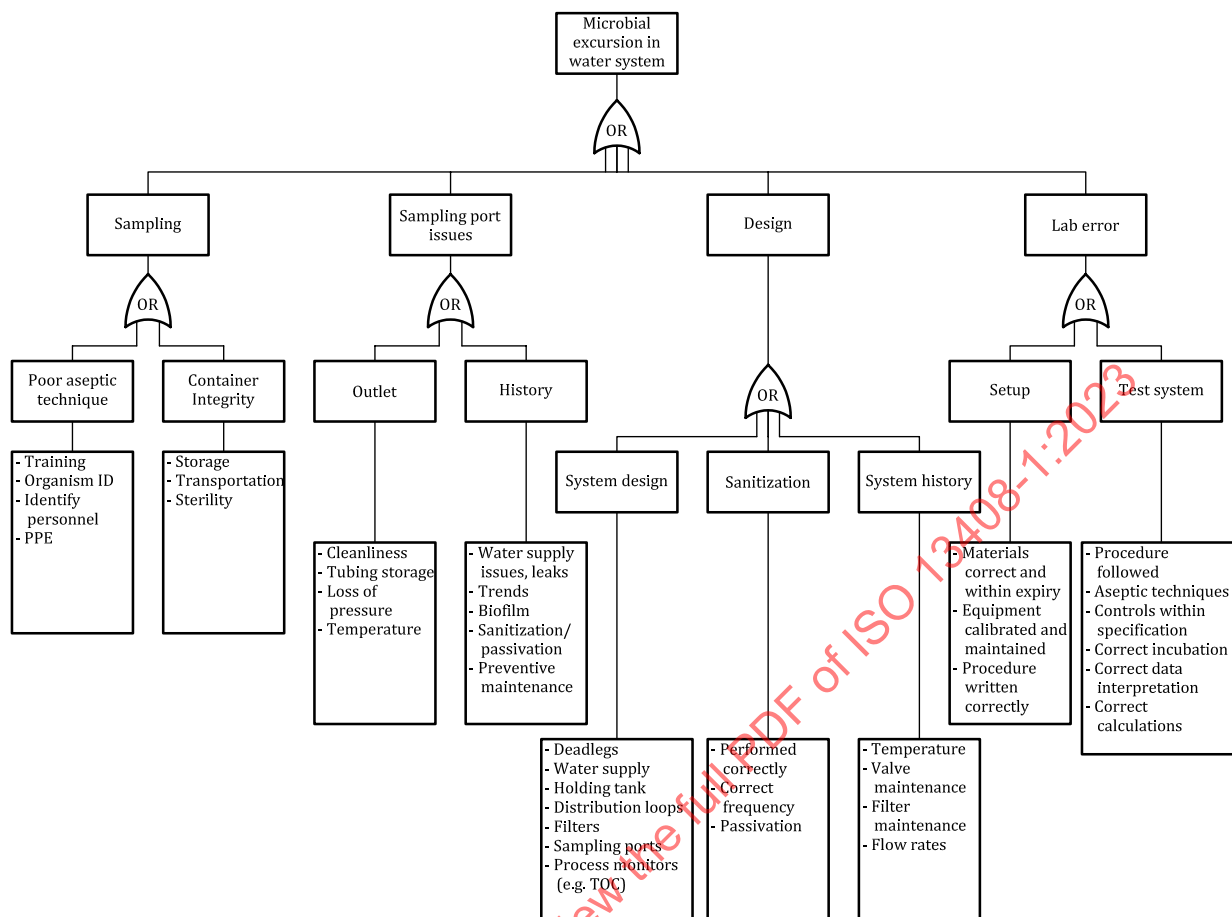 Microbial
excursion in
water system
OR
Sampling
Sampling port
issues
Design
Lab error
OR
OR
OR
OR
Poor aseptic
technique
Container
Integrity
Outlet
History
Setup
Test system
- Training
- Organism ID
- Identify
personnel
- PPE
- Storage
- Transportation
- Sterility
System design
Sanitization
System history
- Cleanliness
- Tubing storage
- Loss of
pressure
- Temperature
- Water supply
issues, leaks
- Trends
- Biofilm
- Sanitization/
passivation
- Preventive
maintenance
- Materials
correct and
within expiry
- Equipment
calibrated and
maintained
- Procedure
written
correctly
- Procedure
followed
- Aseptic techniques
- Controls within
specification
- Correct incubation
- Correct data
interpretation
- Correct
calculations
- Deadlegs
- Water supply
- Holding tank
- Distribution loops
- Filters
- Sampling ports
- Process monitors
(e.g. TOC)
- Performed
correctly
- Correct
frequency
- Passivation
- Temperature
- Valve
maintenance
- Filter
maintenance
- Flow rates
the full PDF of ISO 13408-1:2023